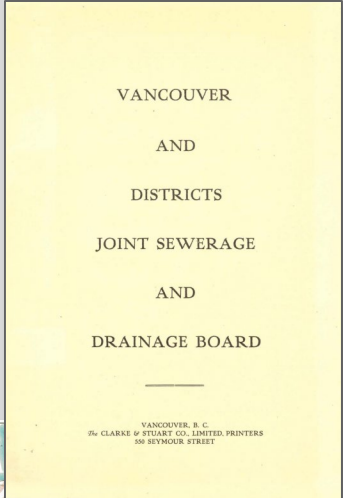 VANCOUVER
AND
DISTRICTS
JOINT SEWERAGE
AND
DRAINAGE BOARD
VANCOUVER, B. C.
The CLARKE & STUART CO., LIMITED, PRINTERS
550 SEYMOUR STREET